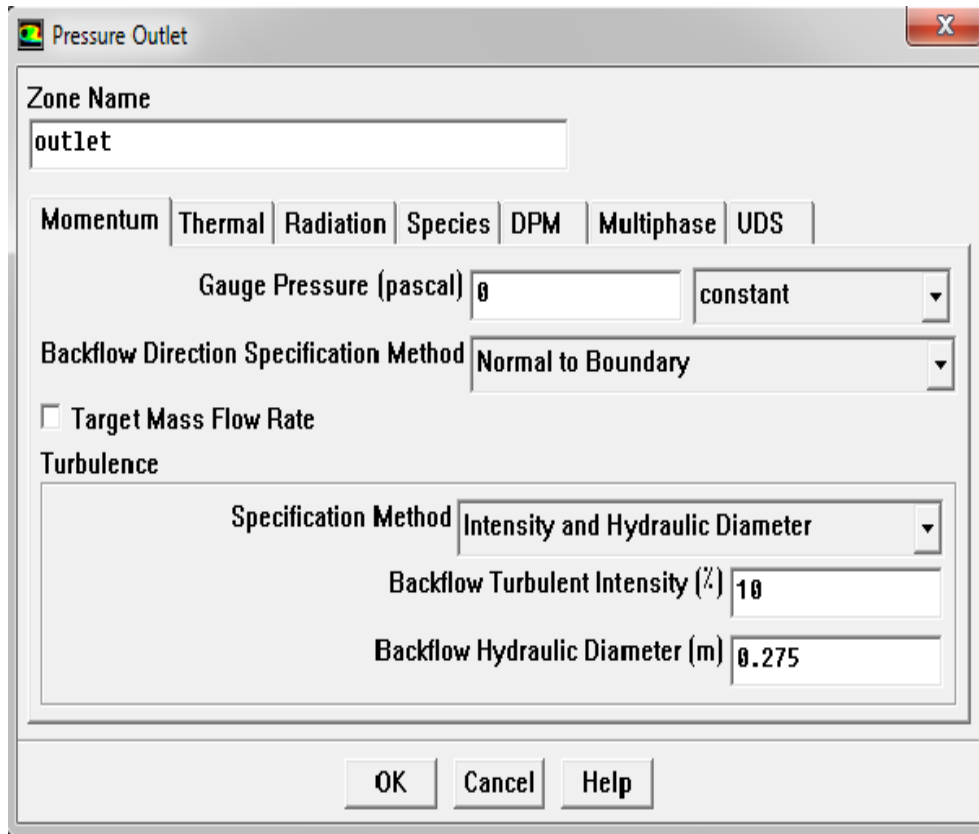 Pressure Outlet
X
Zone Name
outlet
Momentum Thermal Radiation Species DPM Multiphase UDS
Gauge Pressure (pascal) 0 constant
Backflow Direction Specification Method Normal to Boundary
Target Mass Flow Rate
Turbulence
Specification Method Intensity and Hydraulic Diameter
Backflow Turbulent Intensity (%) 10
Backflow Hydraulic Diameter (m) 0.275
OK Cancel Help